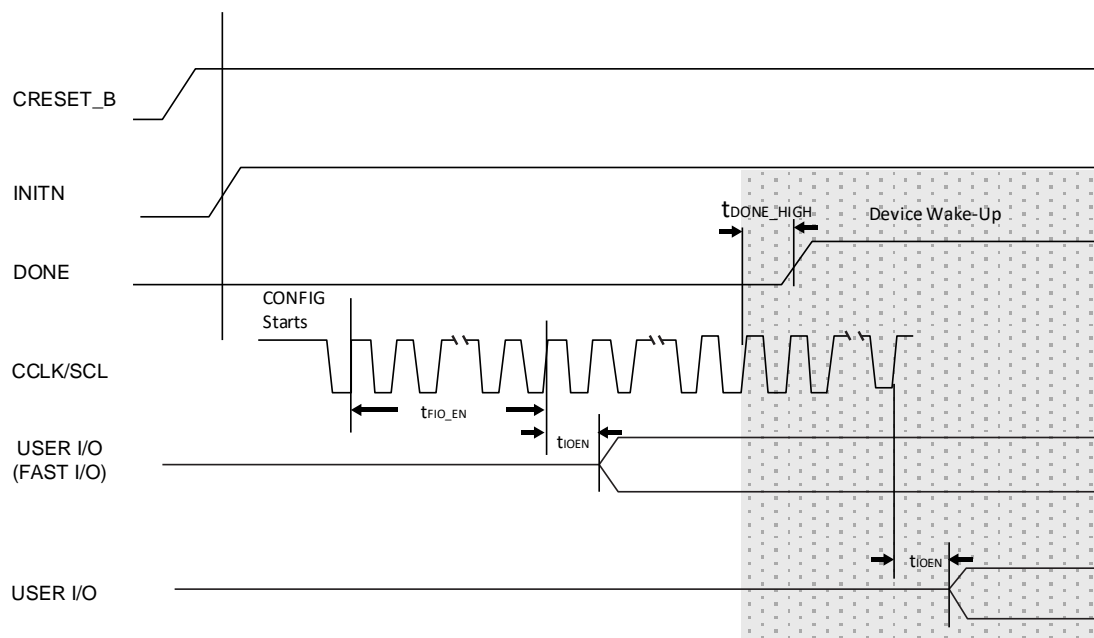 CRESET_B
INITN
tDONE_HIGH
Device Wake-Up
DONE
CONFIG
Starts
CCLK/SCL
tFIO_EN
USER I/O
(FAST I/O)
tIOEN
tIOEN
USER I/O